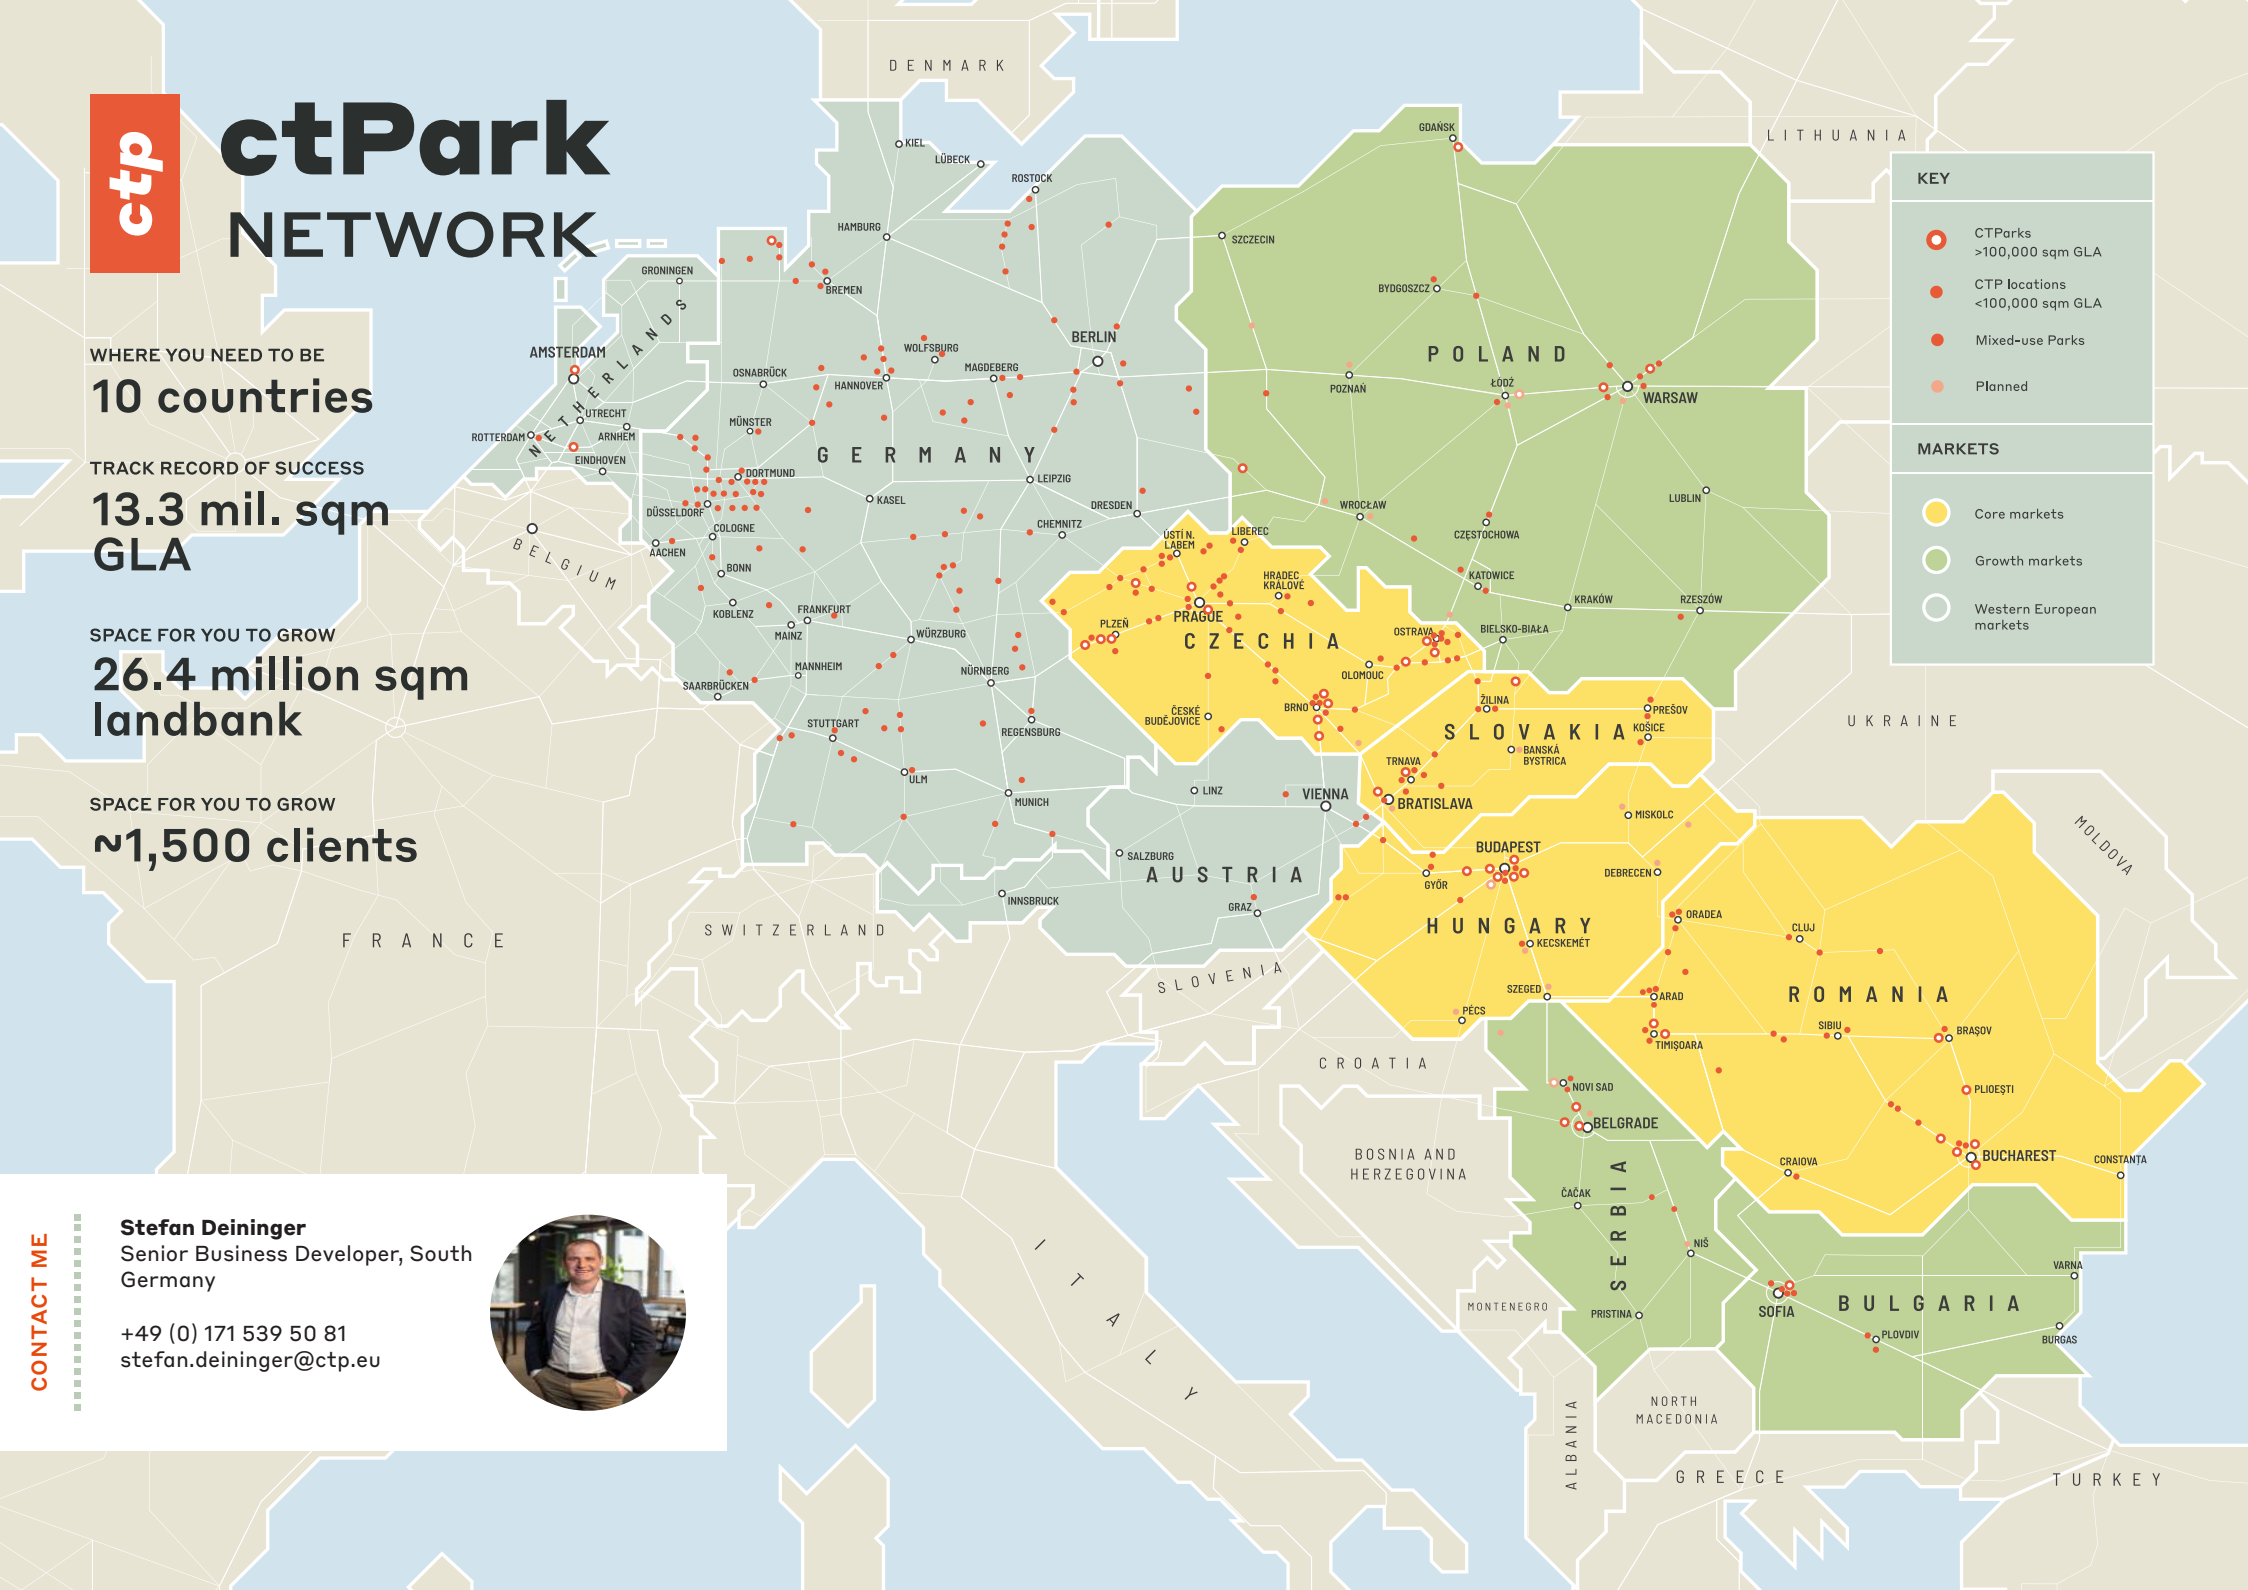 ctp
ctPark
NETWORK
WHERE YOU NEED TO BE
10 countries
TRACK RECORD OF SUCCESS
13.3 mil. sqm
GLA
SPACE FOR YOU TO GROW
26.4 million sqm
landbank
SPACE FOR YOU TO GROW
~1,500 clients
CONTACT ME
Stefan Deininger
Senior Business Developer, South
Germany
+49 (0) 171 539 50 81
stefan.deininger@ctp.eu
KEY
CTParks
>100,000 sqm GLA
CTP locations
<100,000 sqm GLA
Mixed-use Parks
Planned
MARKETS
Core markets
Growth markets
Western European
markets
DENMARK
LITHUANIA
NETHERLANDS
BELGIUM
GERMANY
POLAND
CZECHIA
SLOVAKIA
UKRAINE
MOLDOVA
FRANCE
SWITZERLAND
AUSTRIA
SLOVENIA
HUNGARY
ROMANIA
CROATIA
BOSNIA AND
HERZEGOVINA
SERBIA
MONTENEGRO
BULGARIA
ITALY
ALBANIA
NORTH
MACEDONIA
GREECE
TURKEY
KIEL
LÜBECK
ROSTOCK
HAMBURG
GRONINGEN
BREMEN
AMSTERDAM
BERLIN
WOLFSBURG
MAGDEBERG
OSNABRÜCK
HANNOVER
UTRECHT
ROTTERDAM
ARNHEM
MÜNSTER
EINDHOVEN
DORTMUND
LEIPZIG
KASEL
DÜSSELDORF
DRESDEN
COLOGNE
CHEMNITZ
AACHEN
BONN
KOBLENZ
FRANKFURT
MAINZ
WÜRZBURG
MANNHEIM
NÜRNBERG
SAARBRÜCKEN
STUTTGART
REGENSBURG
ULM
MUNICH
GDAŃSK
SZCZECIN
BYDGOSZCZ
POZNAŃ
ŁÓDŹ
WARSAW
WROCŁAW
LUBLIN
CZĘSTOCHOWA
KATOWICE
KRAKÓW
RZESZÓW
BIELSKO-BIAŁA
ÚSTÍ N.
LABEM
LIBEREC
HRADEC
KRÁLOVÉ
PRAGUE
PLZEŇ
OSTRAVA
OLOMOUC
ČESKÉ
BUDĚJOVICE
BRNO
ŽILINA
PREŠOV
KOŠICE
BANSKÁ
BYSTRICA
TRNAVA
BRATISLAVA
LINZ
VIENNA
SALZBURG
INNSBRUCK
GRAZ
MISKOLC
BUDAPEST
GYŐR
DEBRECEN
KECSKEMÉT
SZEGED
PÉCS
ORADEA
CLUJ
ARAD
TIMIȘOARA
SIBIU
BRAȘOV
PLIOEȘTI
BUCHAREST
CRAIOVA
CONSTANȚA
NOVI SAD
BELGRADE
ČAČAK
NIŠ
PRISTINA
SOFIA
PLOVDIV
VARNA
BURGAS